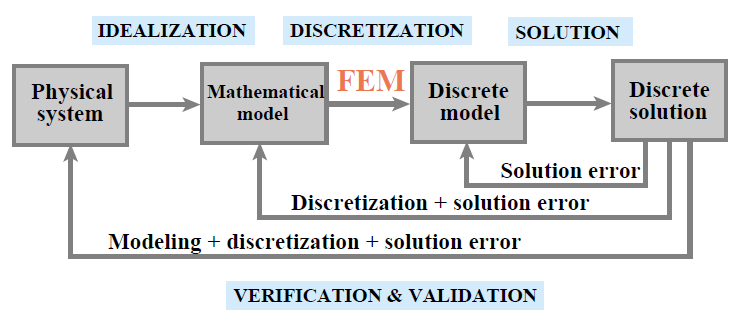 IDEALIZATION
DISCRETIZATION
SOLUTION
Physical
system
Mathematical
model
FEM
Discrete
model
Discrete
solution
Solution error
Discretization + solution error
Modeling + discretization + solution error
VERIFICATION & VALIDATION